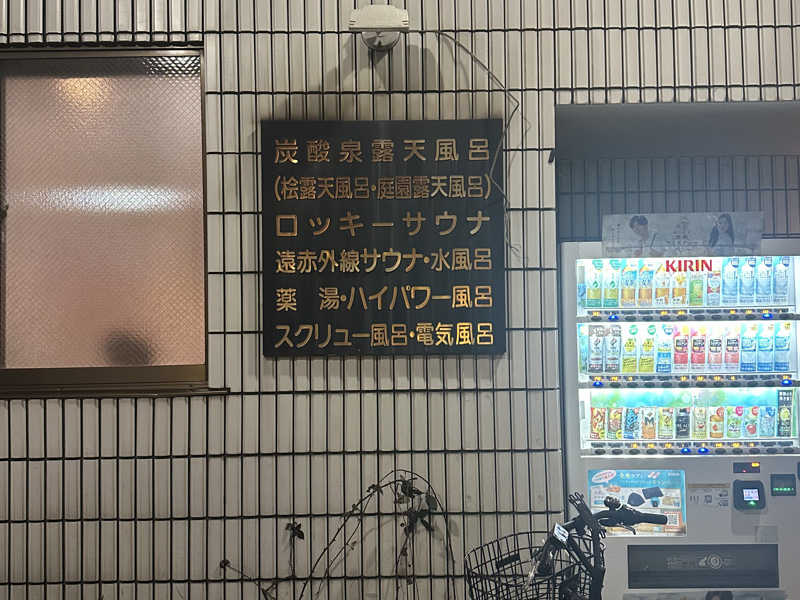 炭酸泉露天風呂
(桧露天風呂・庭園露天風呂)
ロッキーサウナ
遠赤外線サウナ・水風呂
薬 湯・ハイパワー風呂
スクリュー風呂・電気風呂
KIRIN